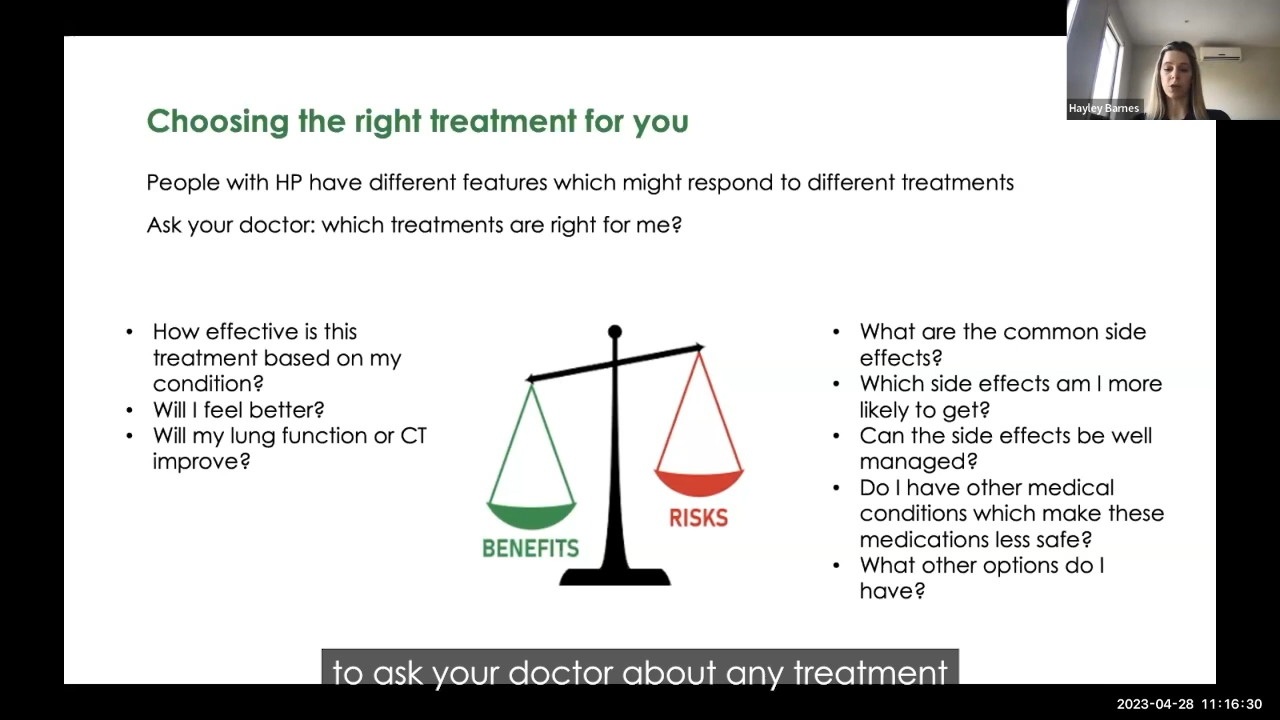 Hayley Barnes
Choosing the right treatment for you
People with HP have different features which might respond to different treatments
Ask your doctor: which treatments are right for me?
• How effective is this
treatment based on my
condition?
• Will I feel better?
• Will my lung function or CT
improve?
BENEFITS
RISKS
• What are the common side
effects?
• Which side effects am I more
likely to get?
• Can the side effects be well
managed?
• Do I have other medical
conditions which make these
medications less safe?
• What other options do I
have?
to ask your doctor about any treatment
2023-04-28 11:16:30